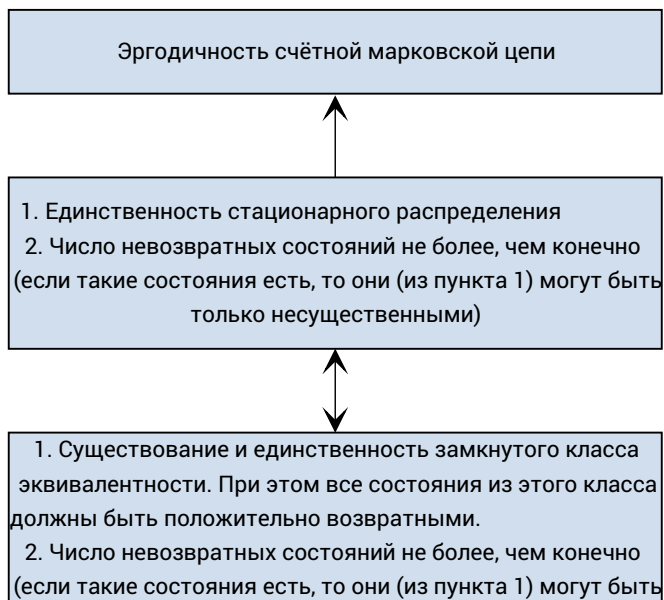 Эргодичность счётной марковской цепи
1. Единственность стационарного распределения
2. Число невозвратных состояний не более, чем конечно
(если такие состояния есть, то они (из пункта 1) могут быть
только несущественными)
1. Существование и единственность замкнутого класса
эквивалентности. При этом все состояния из этого класса
должны быть положительно возвратными.
2. Число невозвратных состояний не более, чем конечно
(если такие состояния есть, то они (из пункта 1) могут быть